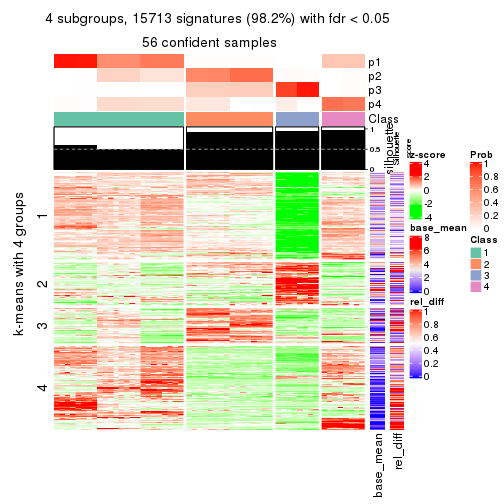 4 subgroups, 15713 signatures (98.2%) with fdr < 0.05
56 confident samples
p1
p2
p3
p4
Class
1
0.5
0
silhouette
Silhouette
score
k-means with 4 groups
1
2
3
4
base_mean
rel_diff
z-score
4
2
0
-2
-4
base_mean
8
6
4
2
0
rel_diff
1
0.8
0.6
0.4
0.2
0
Prob
1
0.8
0.6
0.4
0.2
0
Class
1
2
3
4